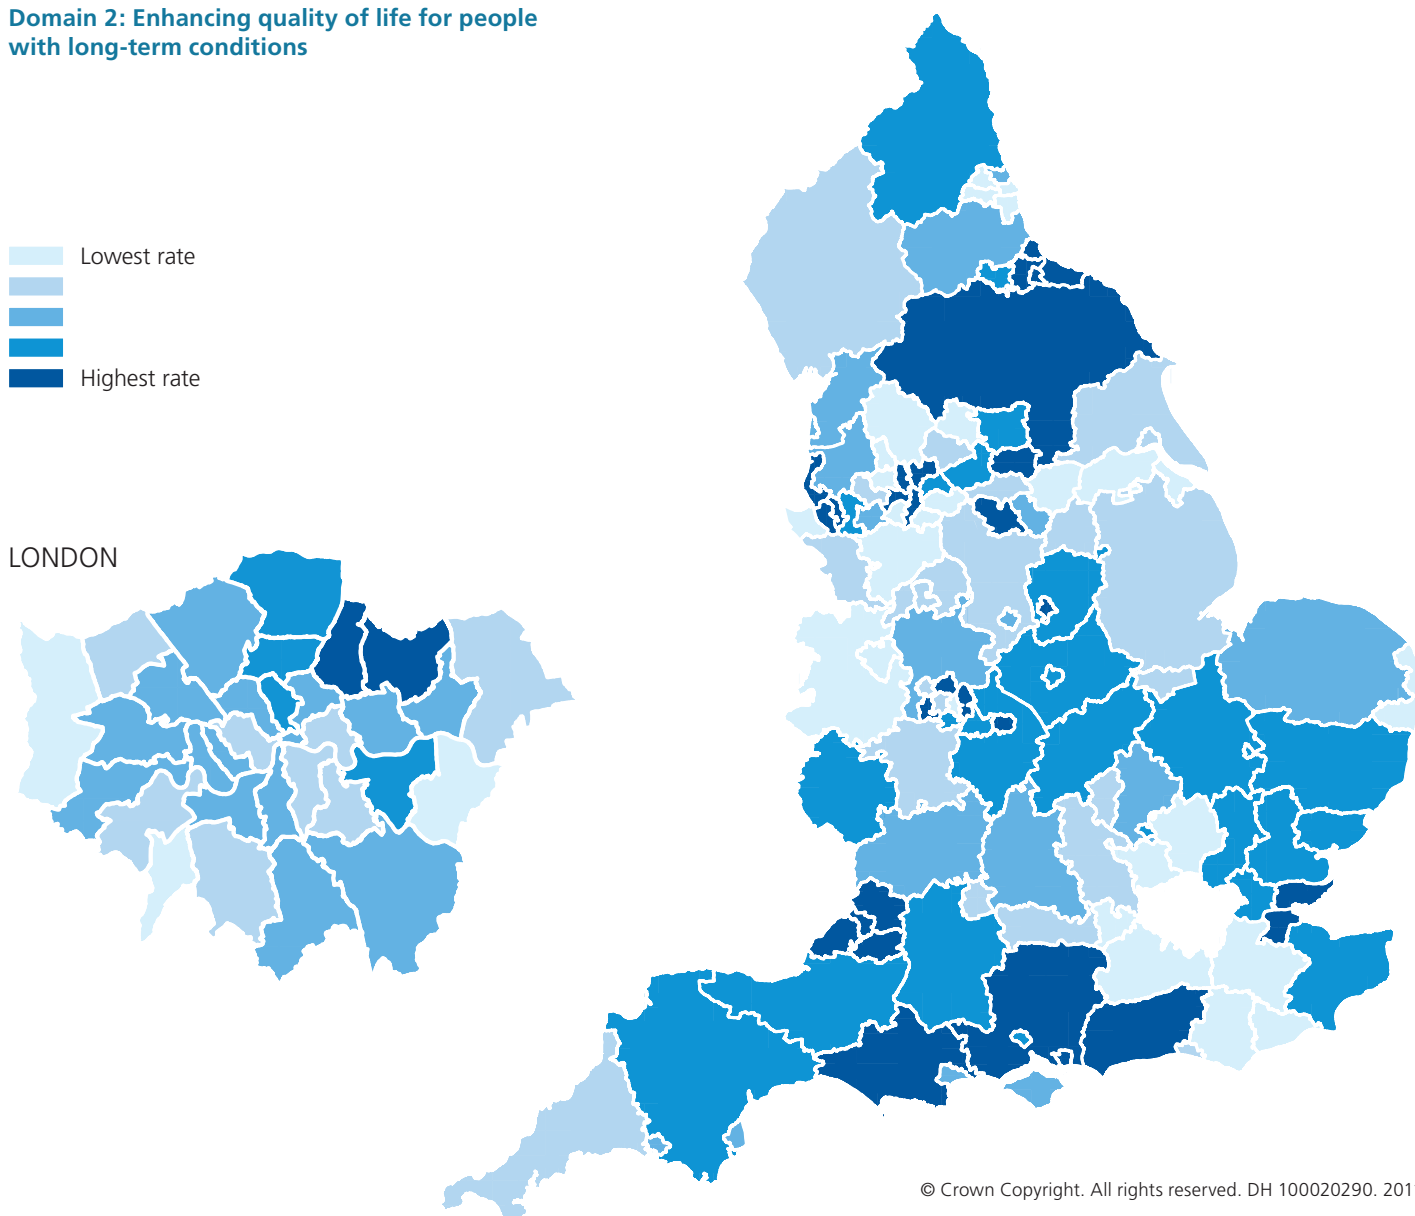 Domain 2: Enhancing quality of life for people
with long-term conditions
Lowest rate
Highest rate
LONDON
© Crown Copyright. All rights reserved. DH 100020290.